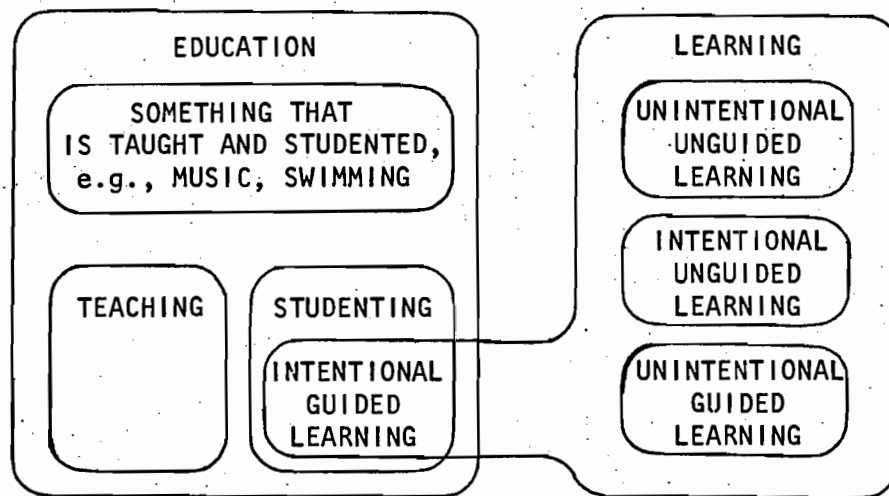 EDUCATION
SOMETHING THAT
IS TAUGHT AND STUDENTED,
e.g., MUSIC, SWIMMING
TEACHING
STUDENTING
INTENTIONAL
GUIDED
LEARNING
LEARNING
UNINTENTIONAL
UNGUIDED
LEARNING
INTENTIONAL
UNGUIDED
LEARNING
UNINTENTIONAL
GUIDED
LEARNING